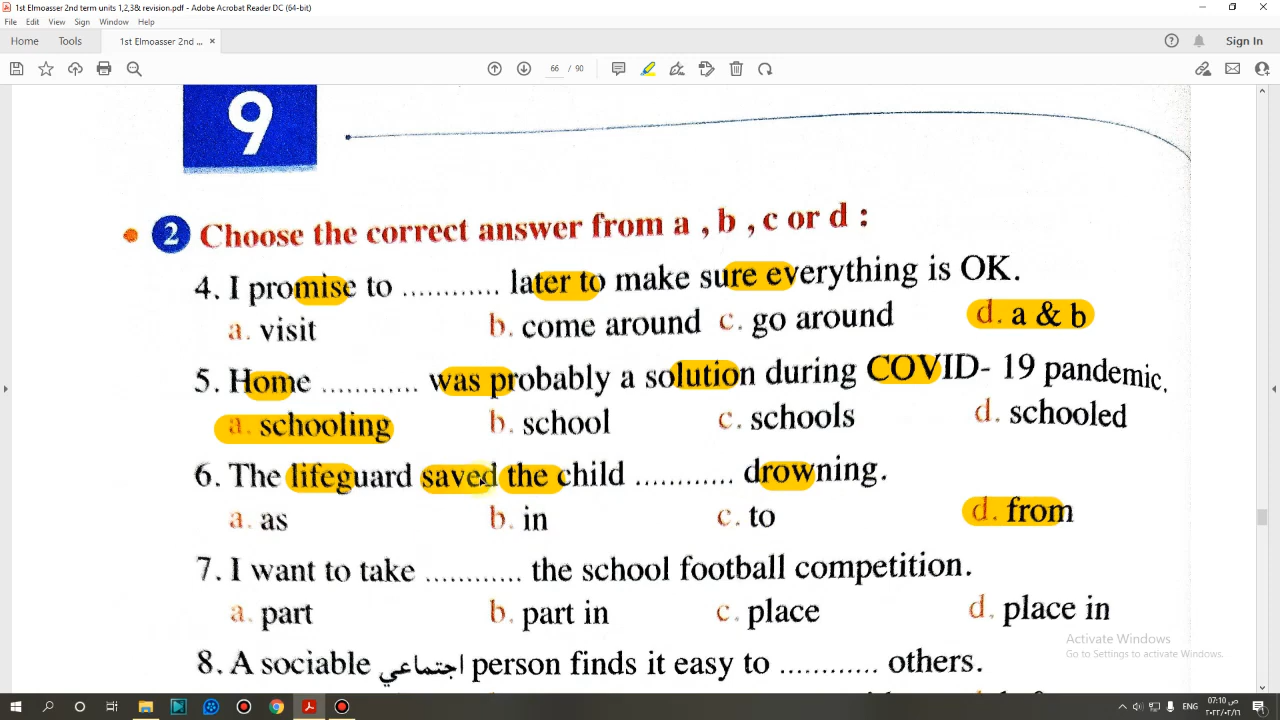 1st Elmoasser 2nd term units 1,2,3& revision.pdf - Adobe Acrobat Reader DC (64-bit)
File Edit View Sign Window Help
Home Tools 1st Elmoasser 2nd ... × Sign In
66 / 90
9
2 Choose the correct answer from a , b , c or d :
4. I promise to ............ later to make sure everything is OK.
a. visit b. come around c. go around d. a & b
5. Home ............ was probably a solution during COVID- 19 pandemic.
a. schooling b. school c. schools d. schooled
6. The lifeguard saved the child ............ drowning.
a. as b. in c. to d. from
7. I want to take ............ the school football competition.
a. part b. part in c. place d. place in
Activate Windows
Go to Settings to activate Windows.
8. A sociable اجتماعي person finds it easy to ............ others.
ENG 07:10 ص
٢٠٢٢/٠٢/١٦